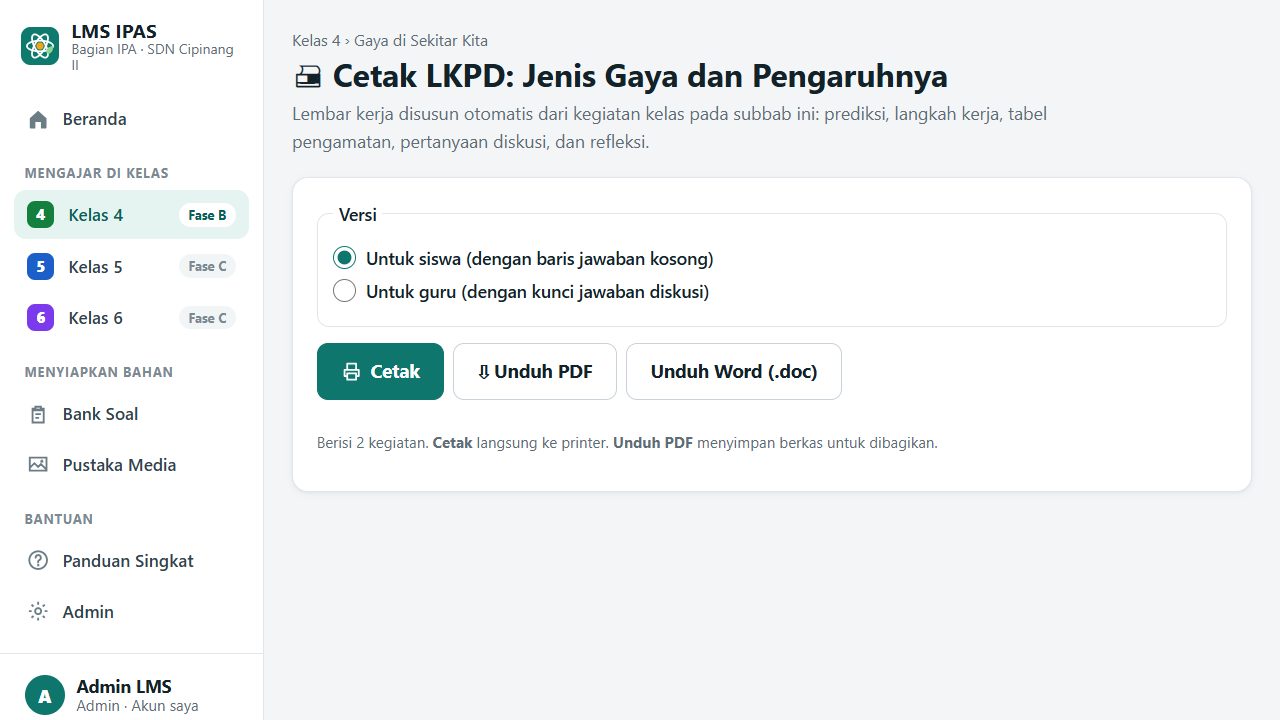 LMS IPAS
Bagian IPA · SDN Cipinang
II
Beranda
MENGAJAR DI KELAS
4 Kelas 4 Fase B
5 Kelas 5 Fase C
6 Kelas 6 Fase C
MENYIAPKAN BAHAN
Bank Soal
Pustaka Media
BANTUAN
Panduan Singkat
Admin
A Admin LMS
Admin · Akun saya
Kelas 4 › Gaya di Sekitar Kita
Cetak LKPD: Jenis Gaya dan Pengaruhnya
Lembar kerja disusun otomatis dari kegiatan kelas pada subbab ini: prediksi, langkah kerja, tabel
pengamatan, pertanyaan diskusi, dan refleksi.
Versi
Untuk siswa (dengan baris jawaban kosong)
Untuk guru (dengan kunci jawaban diskusi)
Cetak ⇩ Unduh PDF Unduh Word (.doc)
Berisi 2 kegiatan. Cetak langsung ke printer. Unduh PDF menyimpan berkas untuk dibagikan.